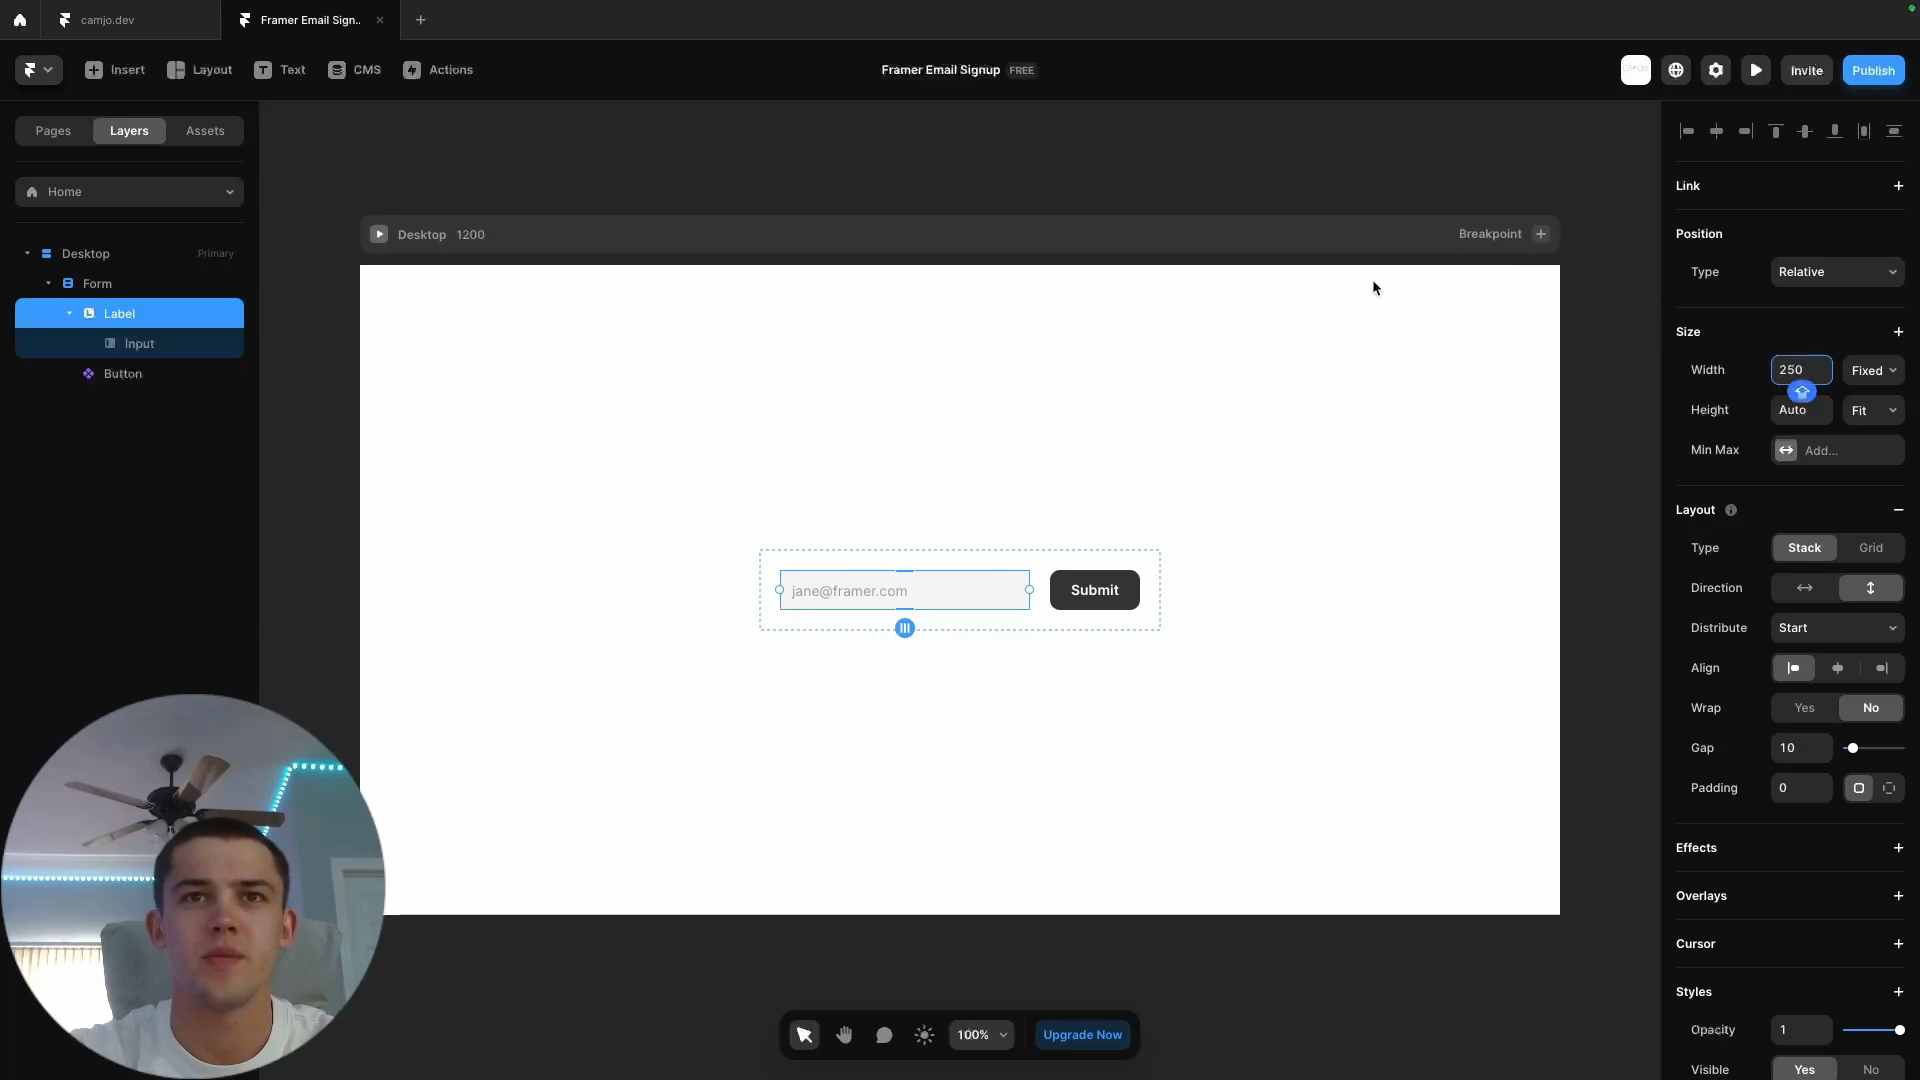 camjo.dev
Framer Email Sign..
Insert
Layout
Text
CMS
Actions
Framer Email Signup
FREE
Invite
Publish
Pages
Layers
Assets
Home
Desktop
Primary
Form
Label
Input
Button
Desktop 1200
Breakpoint
jane@framer.com
Submit
100%
Upgrade Now
Link
Position
Type
Relative
Size
Width
250
Fixed
Height
Auto
Fit
Min Max
Add...
Layout
Type
Stack
Grid
Direction
Distribute
Start
Align
Wrap
Yes
No
Gap
10
Padding
0
Effects
Overlays
Cursor
Styles
Opacity
1
Visible
Yes
No